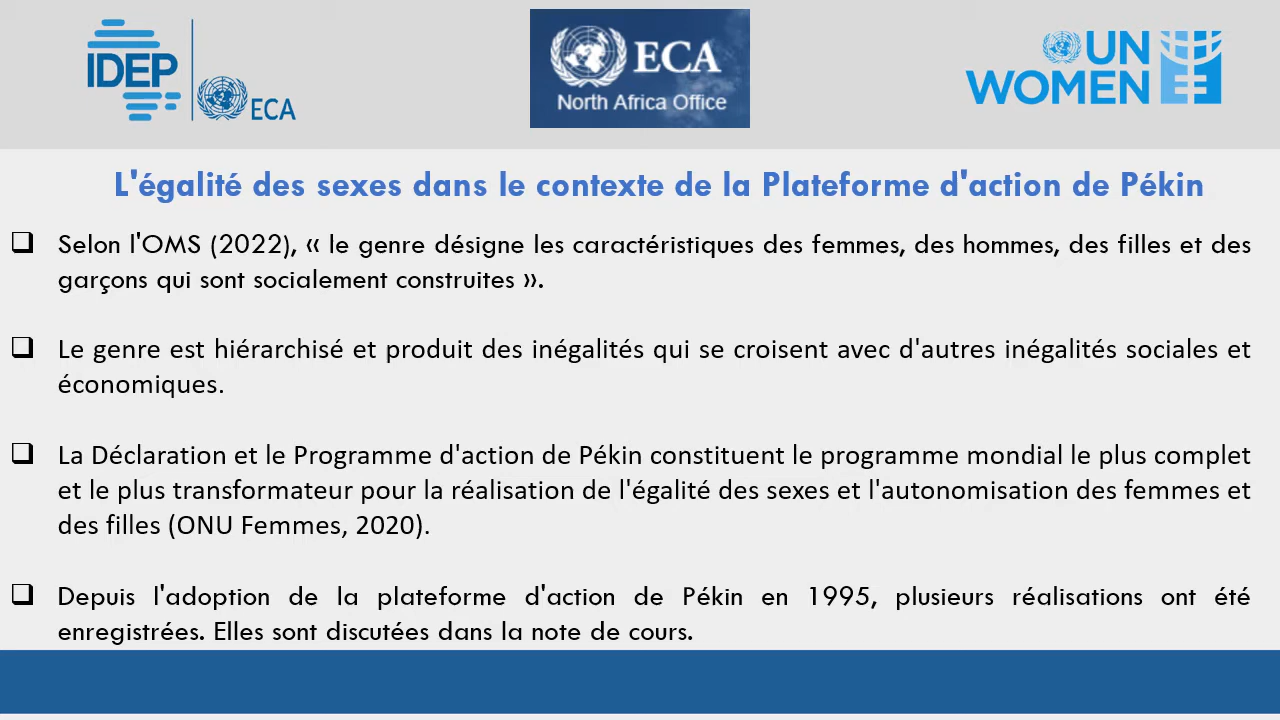 IDEP
ECA
ECA
North Africa Office
UN
WOMEN
L'égalité des sexes dans le contexte de la Plateforme d'action de Pékin
Selon l'OMS (2022), « le genre désigne les caractéristiques des femmes, des hommes, des filles et des
garçons qui sont socialement construites ».
Le genre est hiérarchisé et produit des inégalités qui se croisent avec d'autres inégalités sociales et
économiques.
La Déclaration et le Programme d'action de Pékin constituent le programme mondial le plus complet
et le plus transformateur pour la réalisation de l'égalité des sexes et l'autonomisation des femmes et
des filles (ONU Femmes, 2020).
Depuis l'adoption de la plateforme d'action de Pékin en 1995, plusieurs réalisations ont été
enregistrées. Elles sont discutées dans la note de cours.